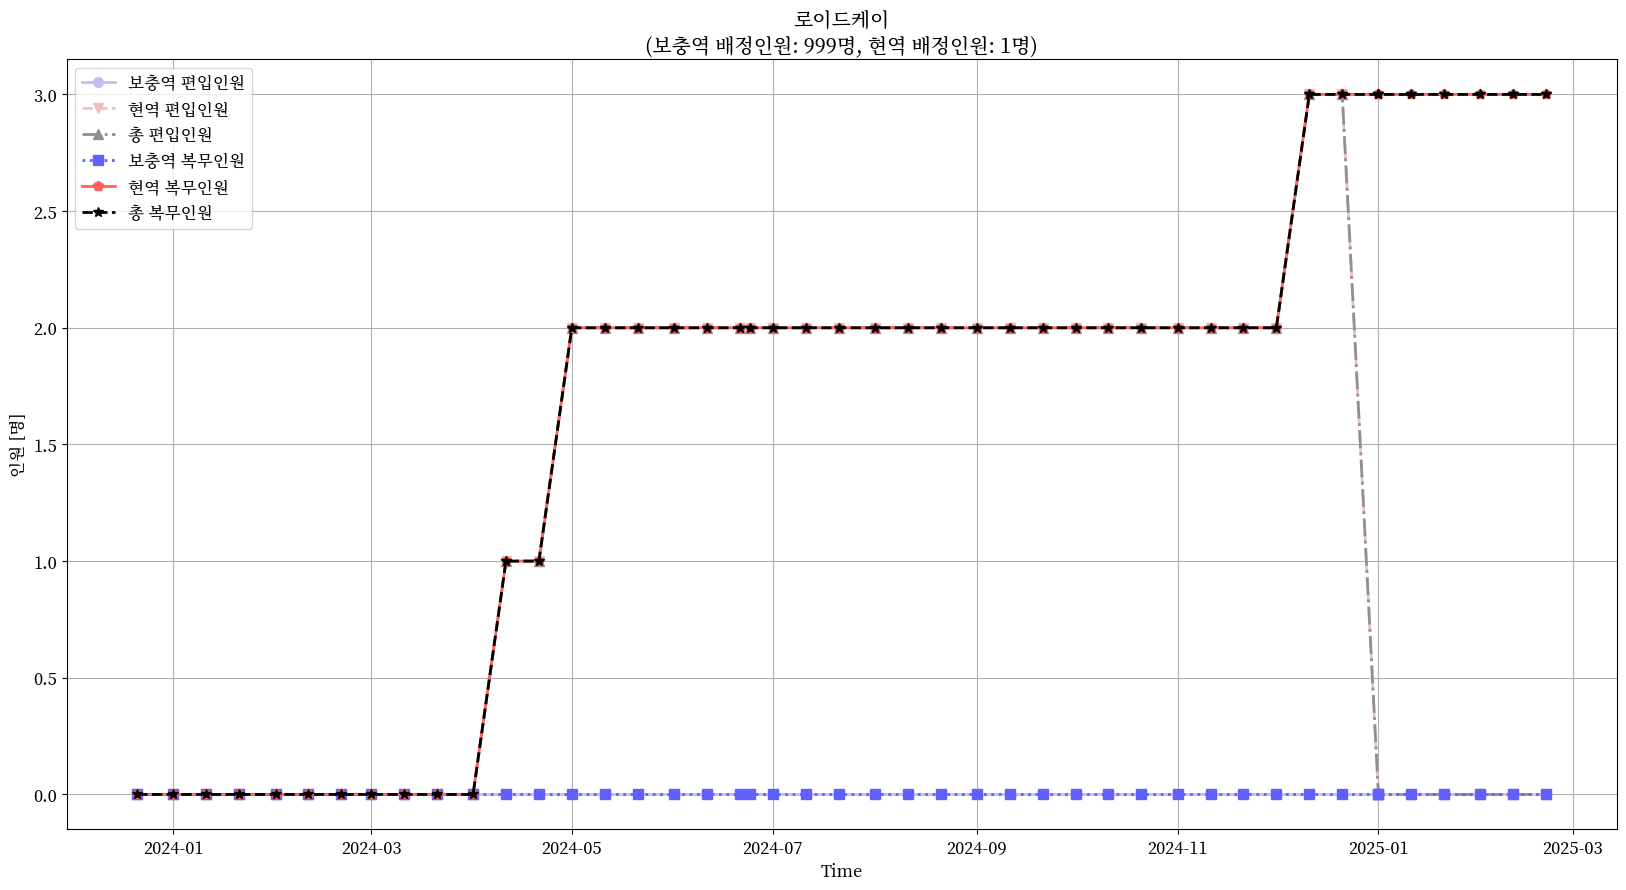 로이드케이
(보충역 배정인원: 999명, 현역 배정인원: 1명)
보충역 편입인원
현역 편입인원
총 편입인원
보충역 복무인원
현역 복무인원
총 복무인원
3.0
2.5
2.0
1.5
1.0
0.5
0.0
인원 [명]
2024-01
2024-03
2024-05
2024-07
2024-09
2024-11
2025-01
2025-03
Time